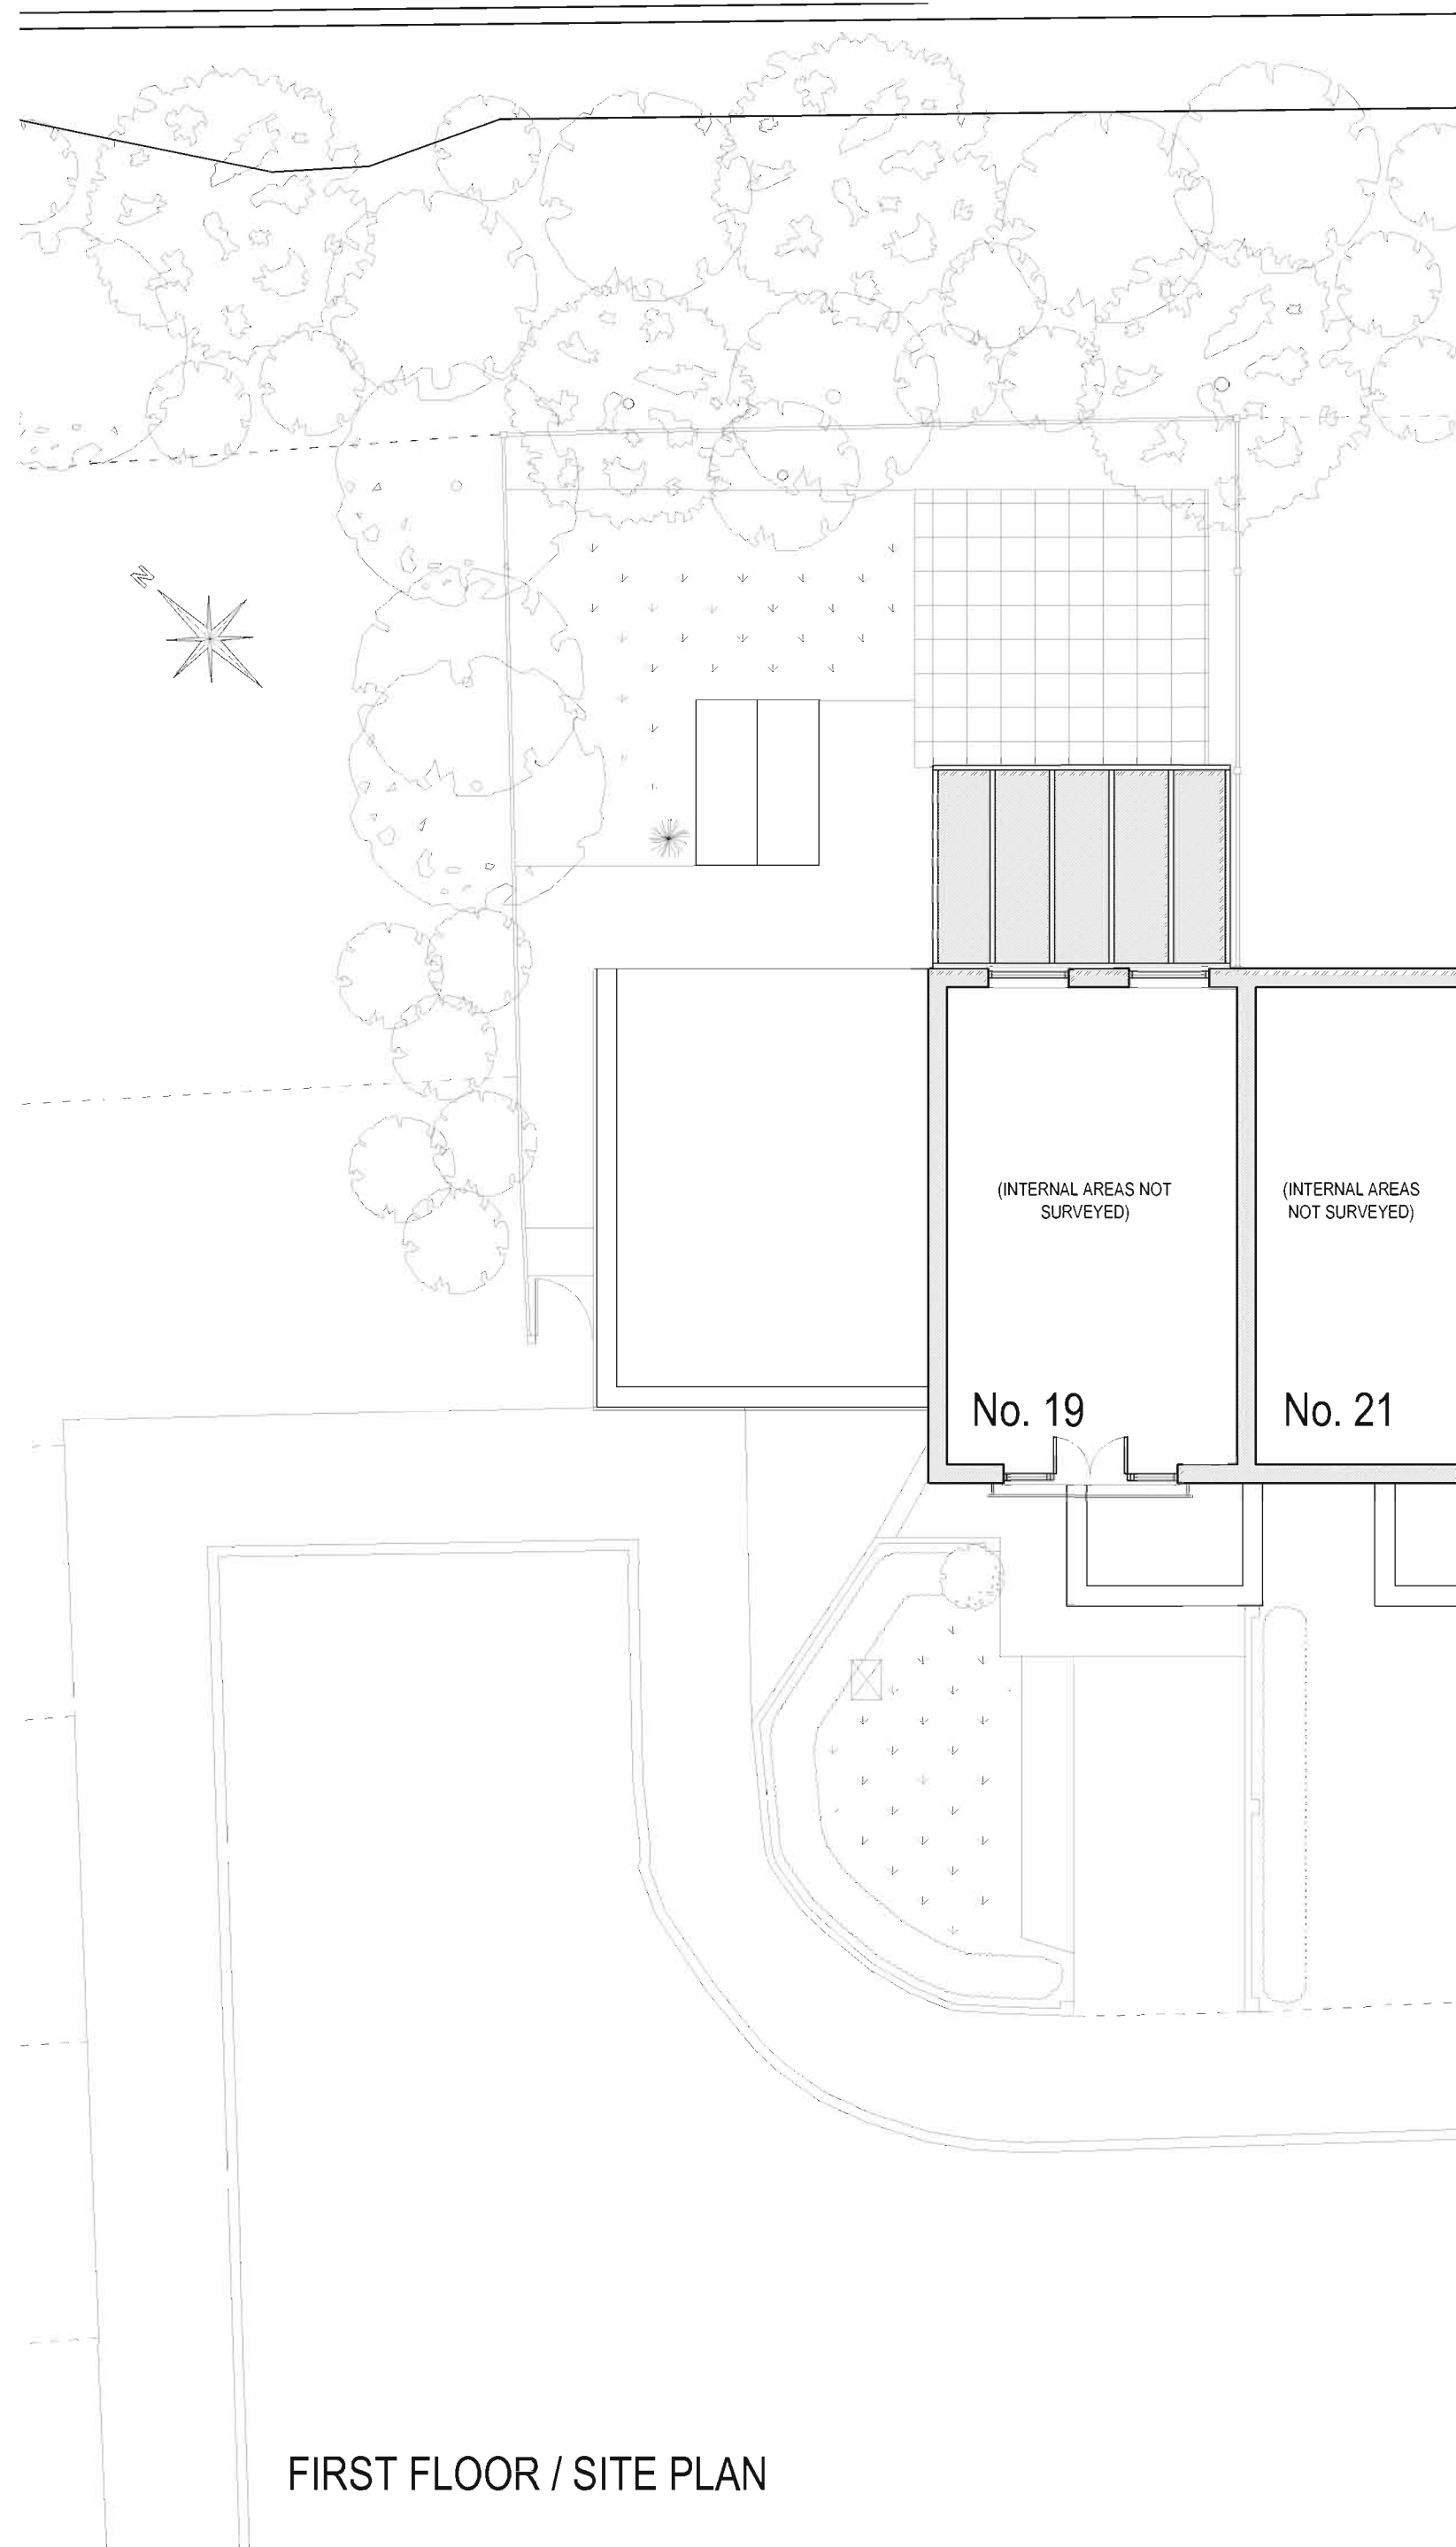 N
(INTERNAL AREAS NOT
SURVEYED)
(INTERNAL AREAS
NOT SURVEYED)
No. 19
No. 21
FIRST FLOOR / SITE PLAN